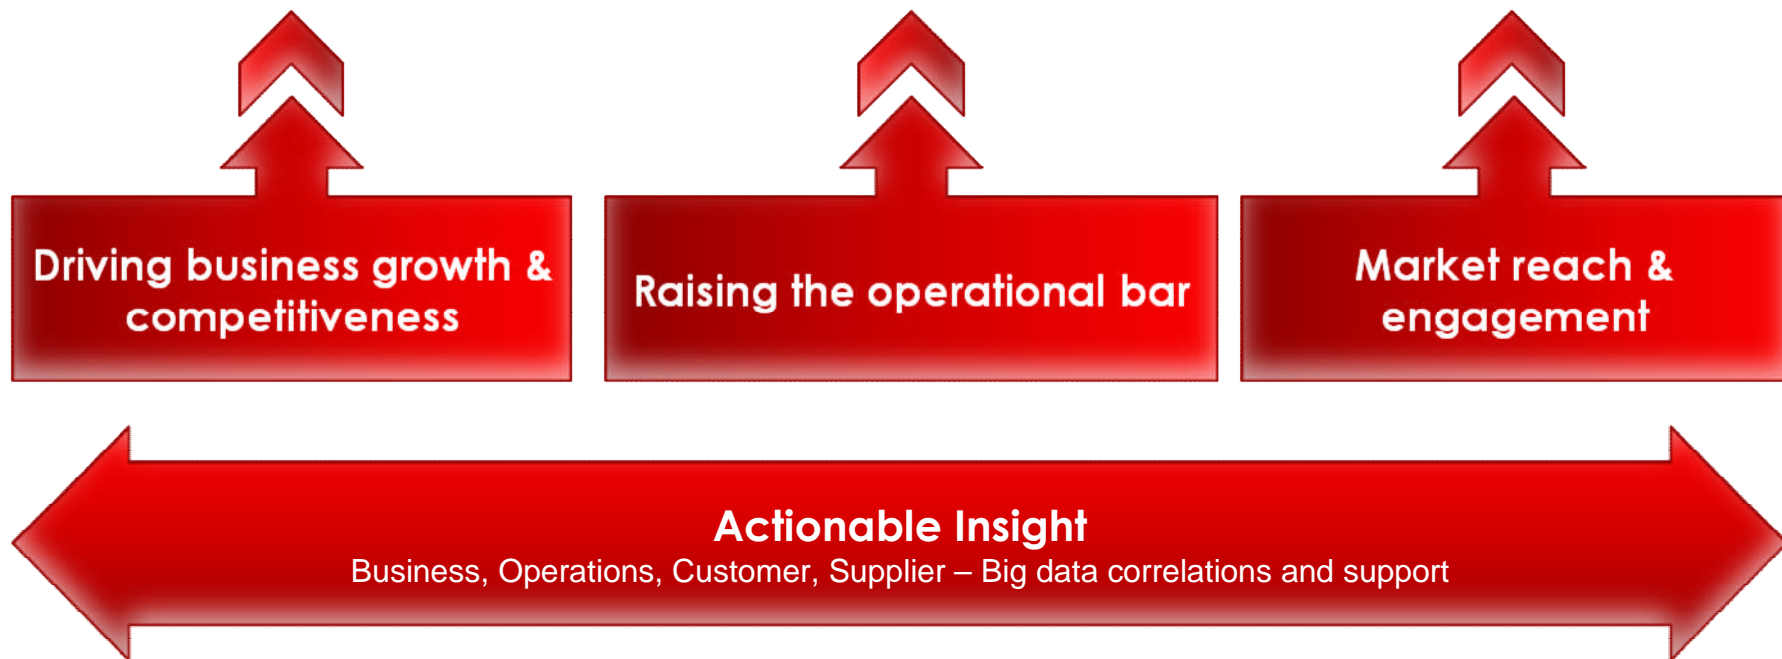 Driving business growth &
competitiveness
Raising the operational bar
Market reach &
engagement
Actionable Insight
Business, Operations, Customer, Supplier – Big data correlations and support